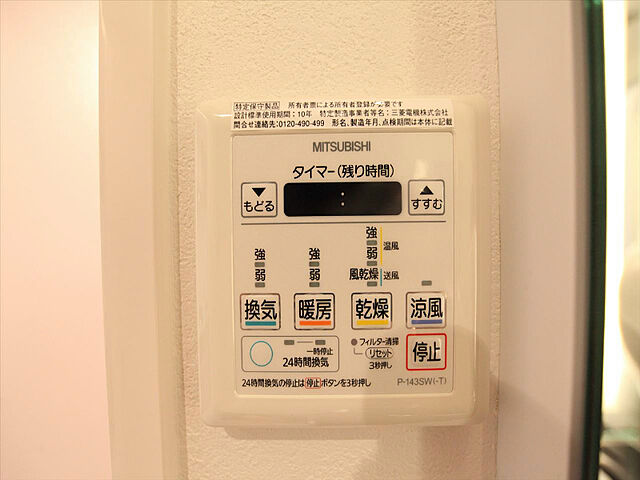 特定保守製品 所有者票による所有者登録が必要です
設計標準使用期間：10年 特定製造事業者等名：三菱電機株式会社
問合せ連絡先：0120-490-499 形名、製造年月、点検期間は本体に記載
MITSUBISHI
タイマー（残り時間）
▼ もどる
:
▲ すすむ
強 強 強
弱 弱 弱 温風
風乾燥 送風
換気 暖房 乾燥 涼風
一時停止
24時間換気
フィルター清掃
リセット
3秒押し
停止
24時間換気の停止は停止ボタンを3秒押し
P-143SW(-T)